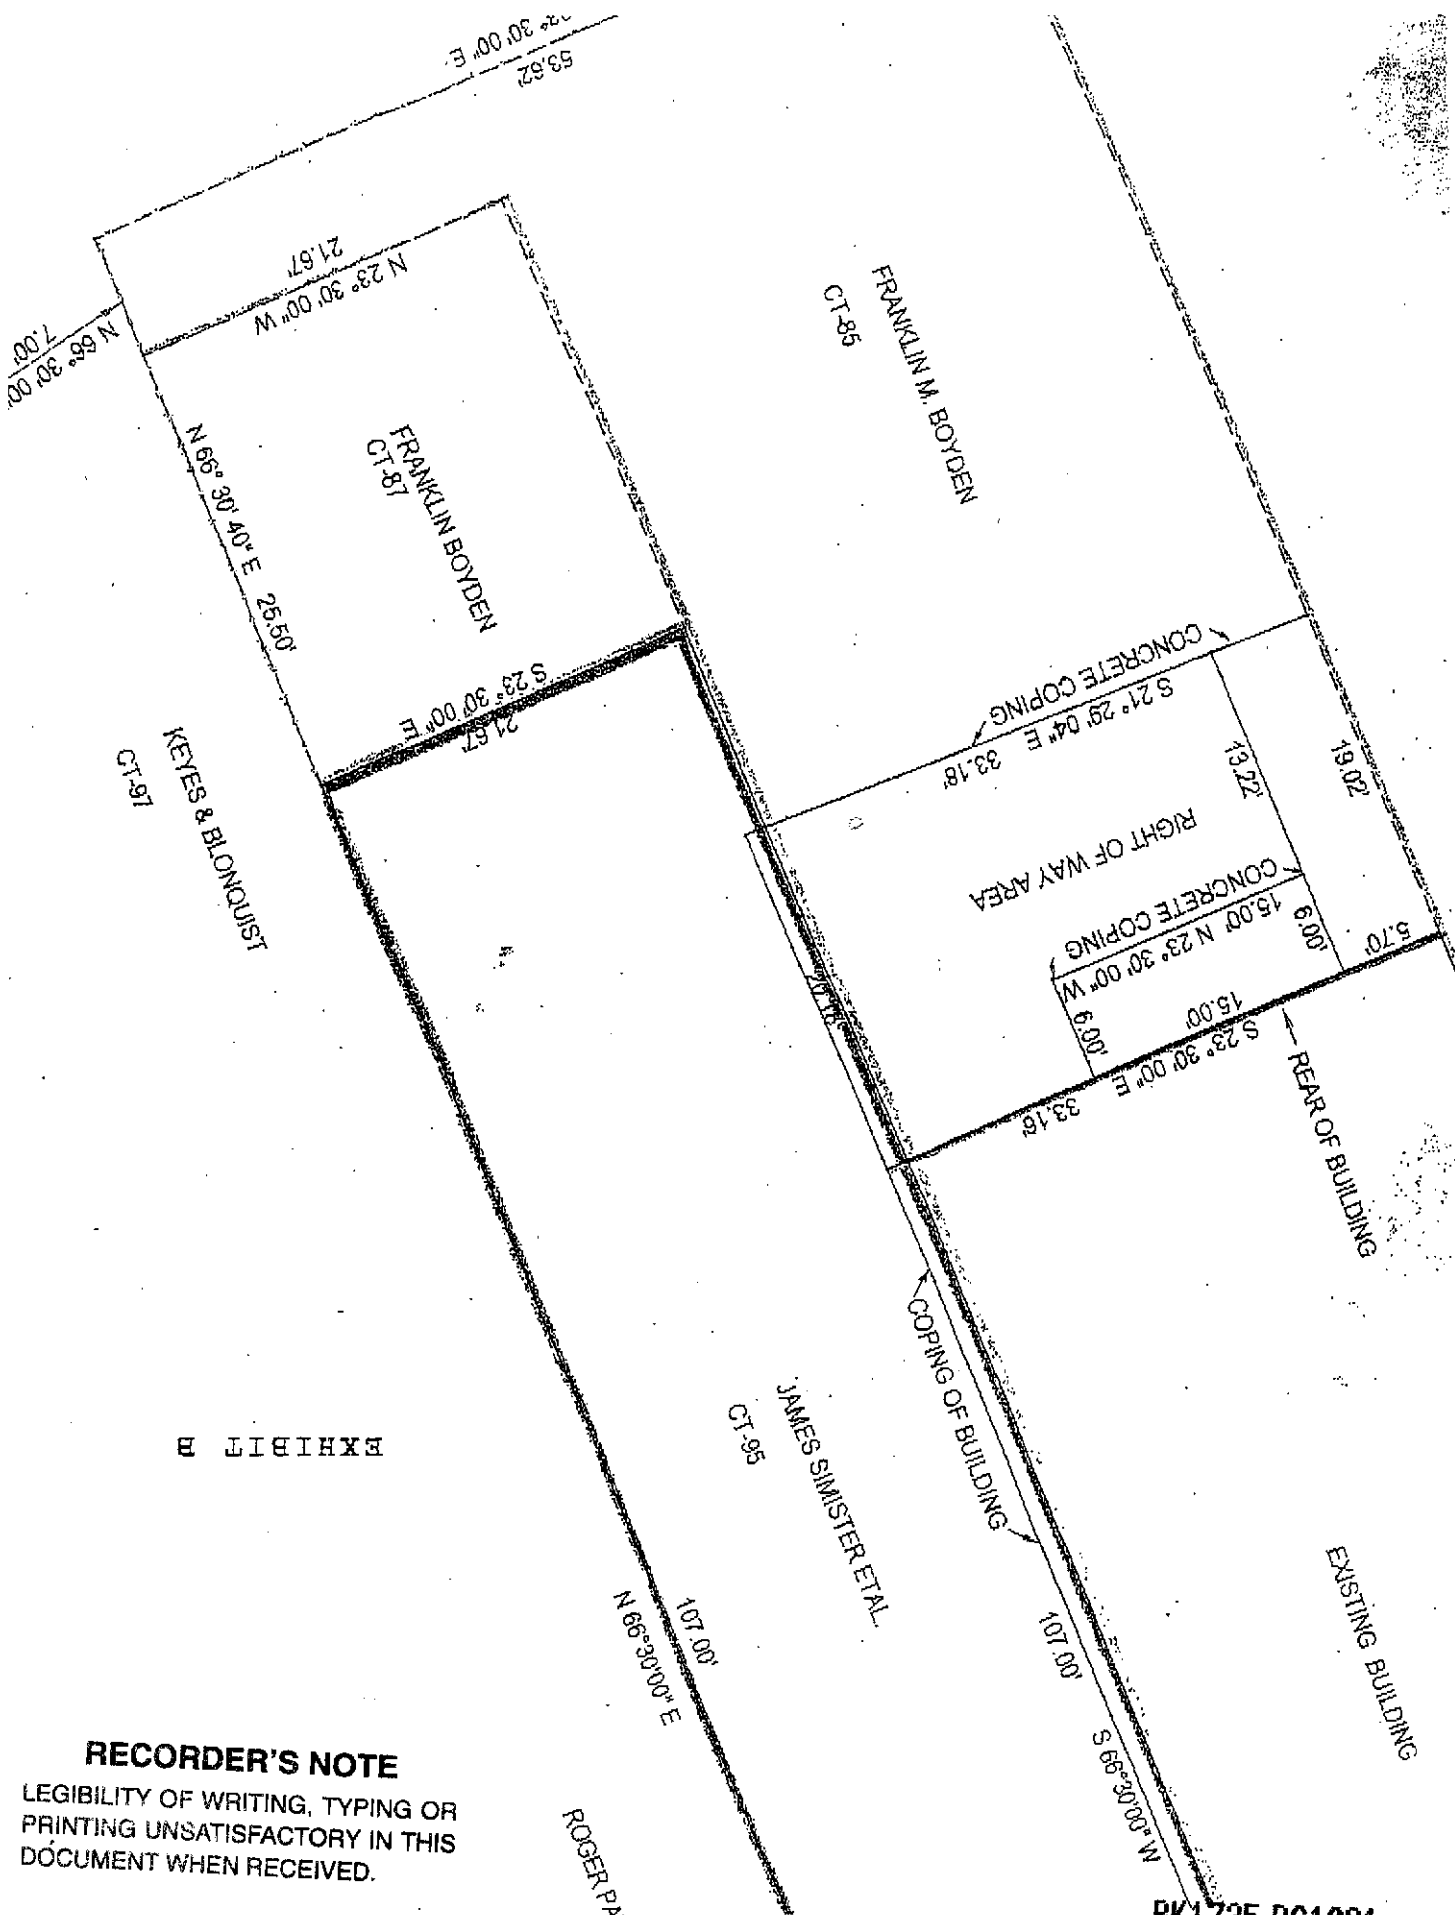 53.62'
30' 00" E
N 23° 30' 00" W
21.67'
N 66° 30' 00"
7.00'
FRANKLIN M. BOYDEN
CT-85
FRANKLIN BOYDEN
CT-87
N 66° 30' 40" E 25.50'
S 23° 30' 00" E
21.67'
KEYES & BLONQUIST
CT-97
CONCRETE COPING
S 21° 29' 04" E
33.18'
13.22'
19.02'
RIGHT OF WAY AREA
CONCRETE COPING
15.00' N 23° 30' 00" W
6.00'
6.00'
5.70'
15.00'
S 23° 30' 00" E
33.16'
REAR OF BUILDING
COPING OF BUILDING
JAMES SIMISTER ETAL.
CT-95
EXHIBIT B
EXISTING BUILDING
107.00'
N 66°30'00" E
107.00'
S 66°30'00" W
RECORDER'S NOTE
LEGIBILITY OF WRITING, TYPING OR
PRINTING UNSATISFACTORY IN THIS
DOCUMENT WHEN RECEIVED.
ROGER